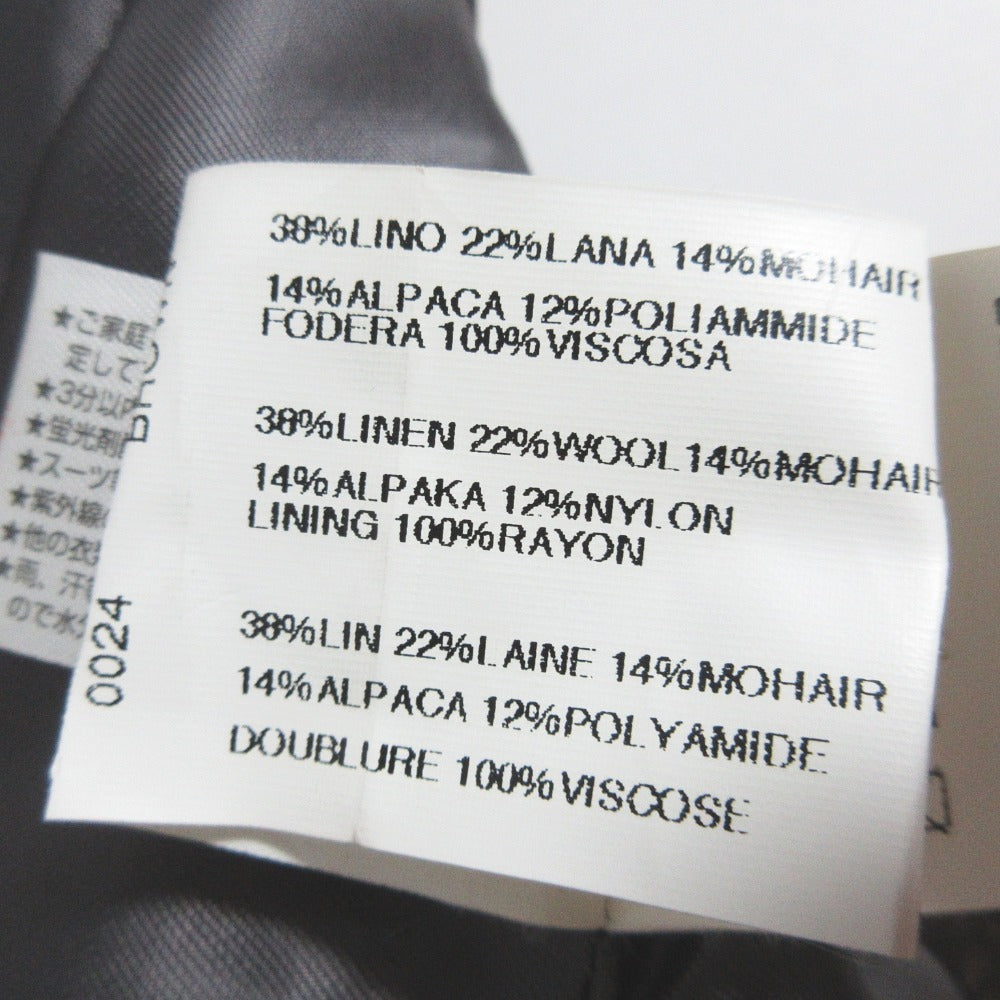 38%LINO 22%LANA 14%MOHAIR
14%ALPACA 12%POLIAMMIDE
FODERA 100%VISCOSA
38%LINEN 22%WOOL 14%MOHAIR
14%ALPAKA 12%NYLON
LINING 100%RAYON
38%LIN 22%LAINE 14%MOHAIR
14%ALPACA 12%POLYAMIDE
DOUBLURE 100%VISCOSE
0024
★ご家庭
定して
★3分以内
★蛍光剤
★スーツ
★紫外線
★他の衣
★雨、汗
ので水